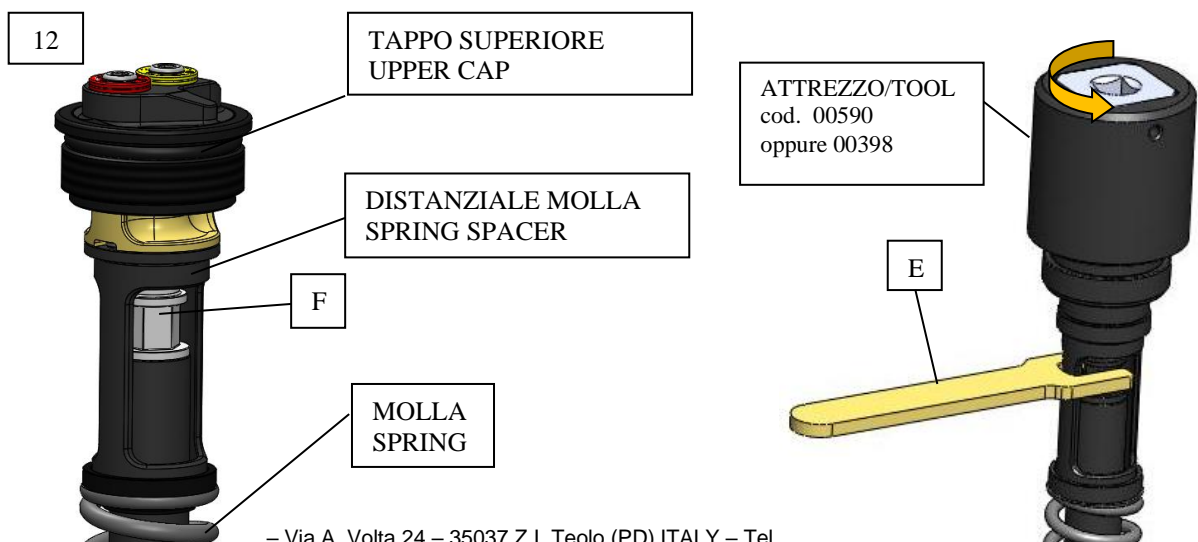 12
TAPPO SUPERIORE
UPPER CAP
ATTREZZO/TOOL
cod. 00590
oppure 00398
DISTANZIALE MOLLA
SPRING SPACER
E
F
MOLLA
SPRING
– Via A. Volta 24 – 35037 Z.I. Teolo (PD) ITALY – Tel